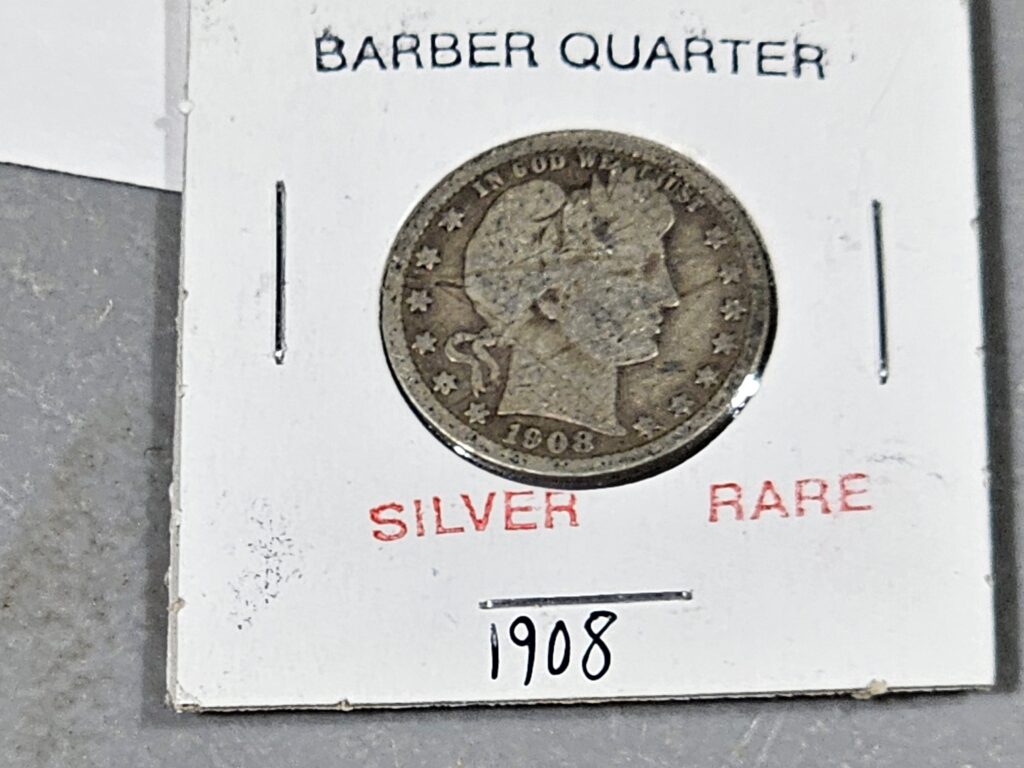 BARBER QUARTER
IN GOD WE TRUST
1908
SILVER RARE
1908